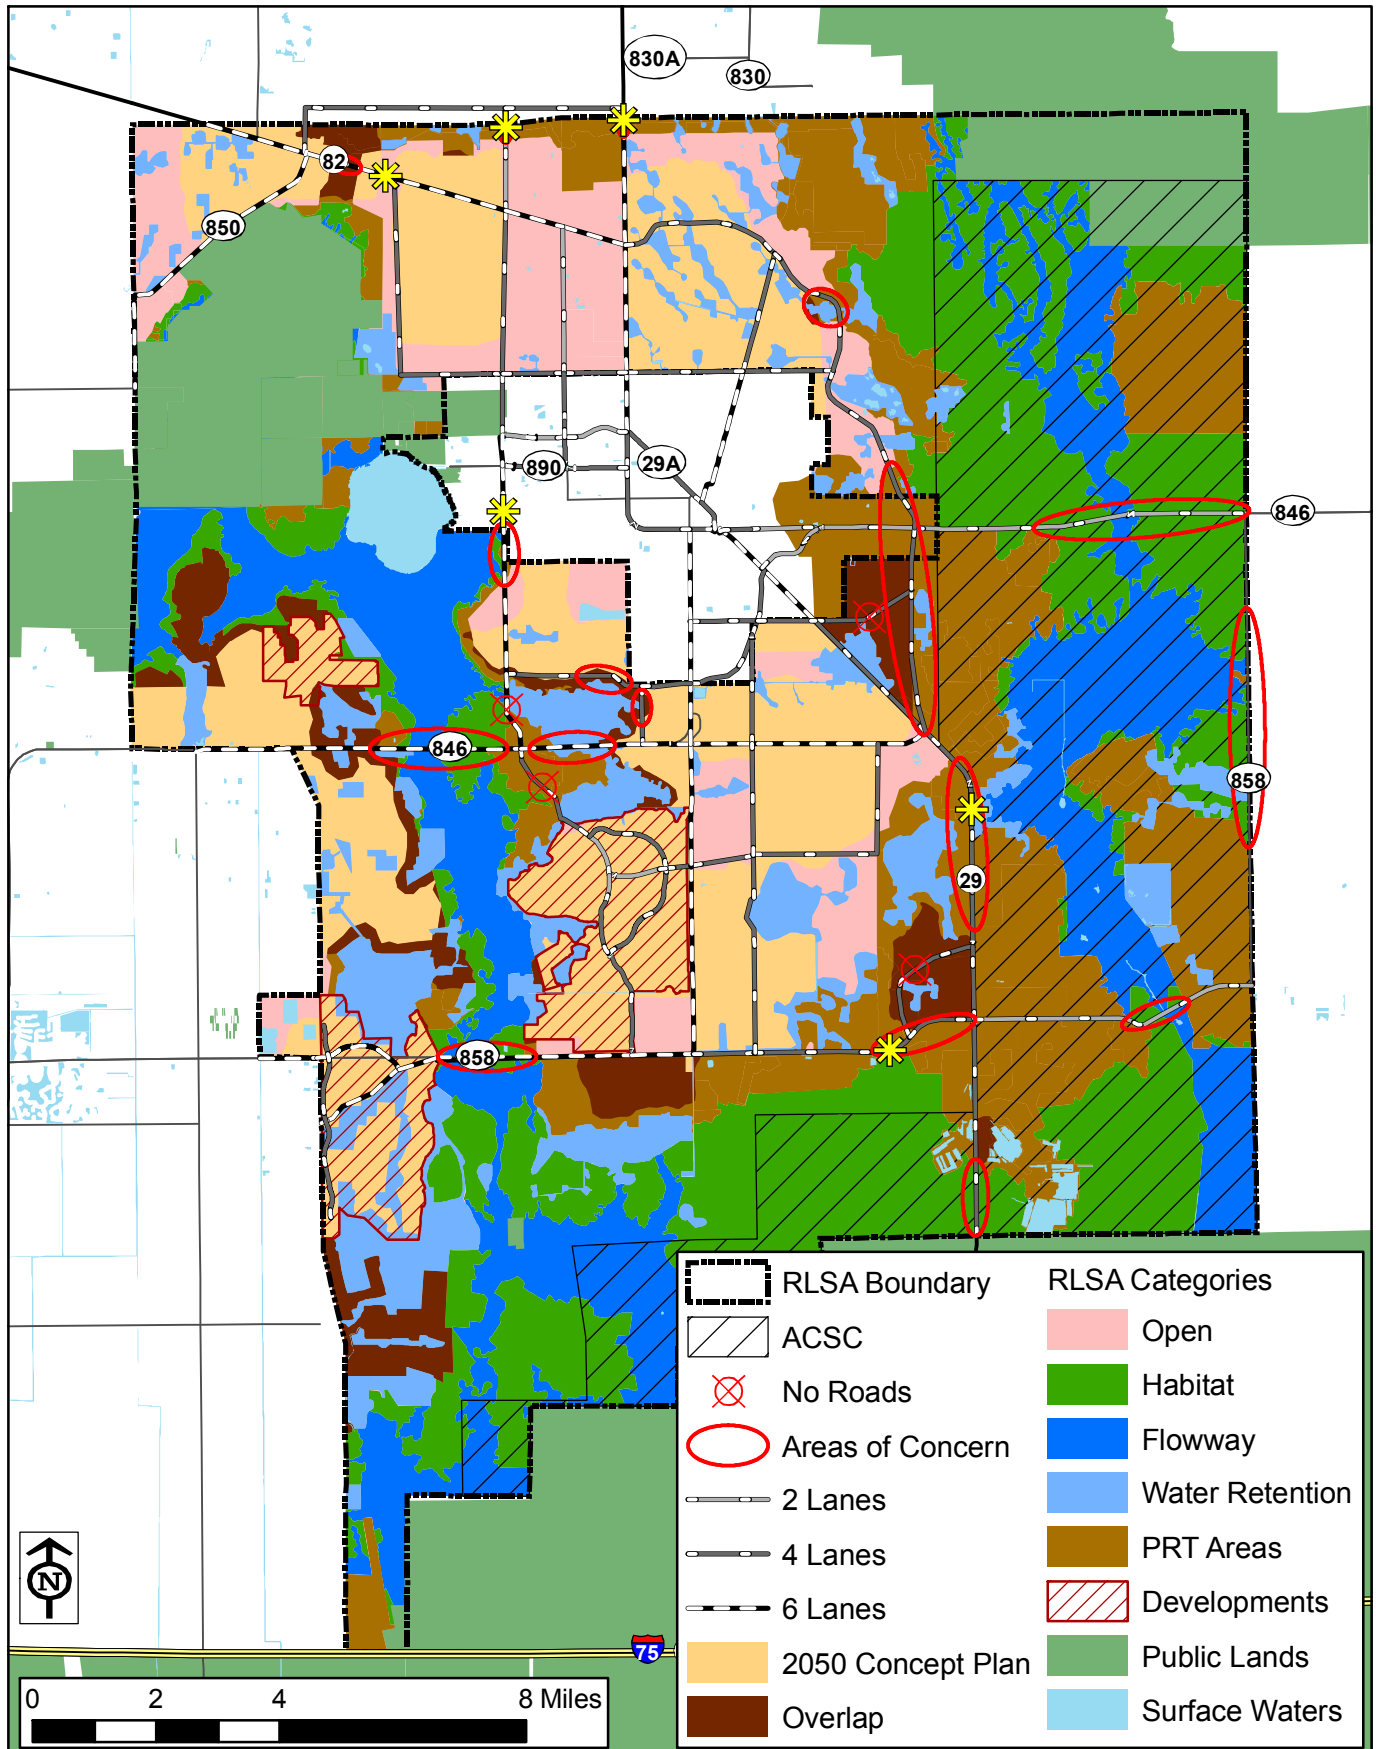 830A
830
82
850
890
29A
846
846
858
29
858
RLSA Boundary
ACSC
No Roads
Areas of Concern
2 Lanes
4 Lanes
6 Lanes
2050 Concept Plan
Overlap
RLSA Categories
Open
Habitat
Flowway
Water Retention
PRT Areas
Developments
Public Lands
Surface Waters
N
75
0 2 4 8 Miles